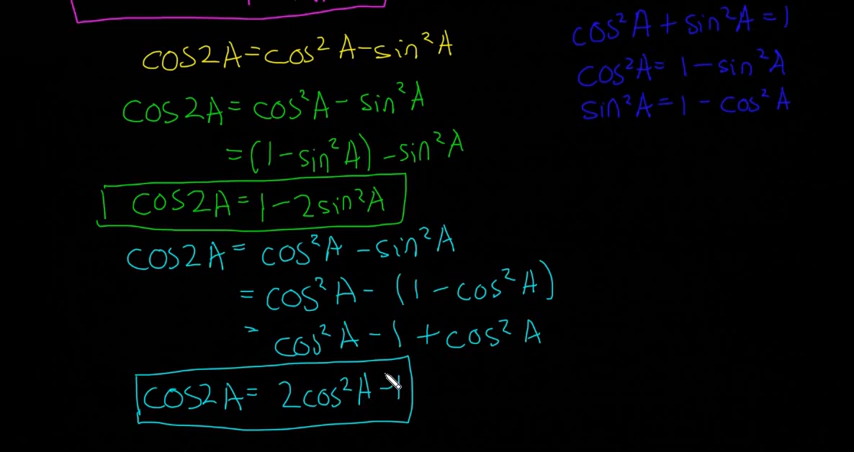 cos2A = cos²A - sin²A
cos2A = cos²A - sin²A
= (1 - sin²A) - sin²A
cos2A = 1 - 2sin²A
cos2A = cos²A - sin²A
= cos²A - (1 - cos²A)
= cos²A - 1 + cos²A
cos2A = 2cos²A - 1
cos²A + sin²A = 1
cos²A = 1 - sin²A
sin²A = 1 - cos²A